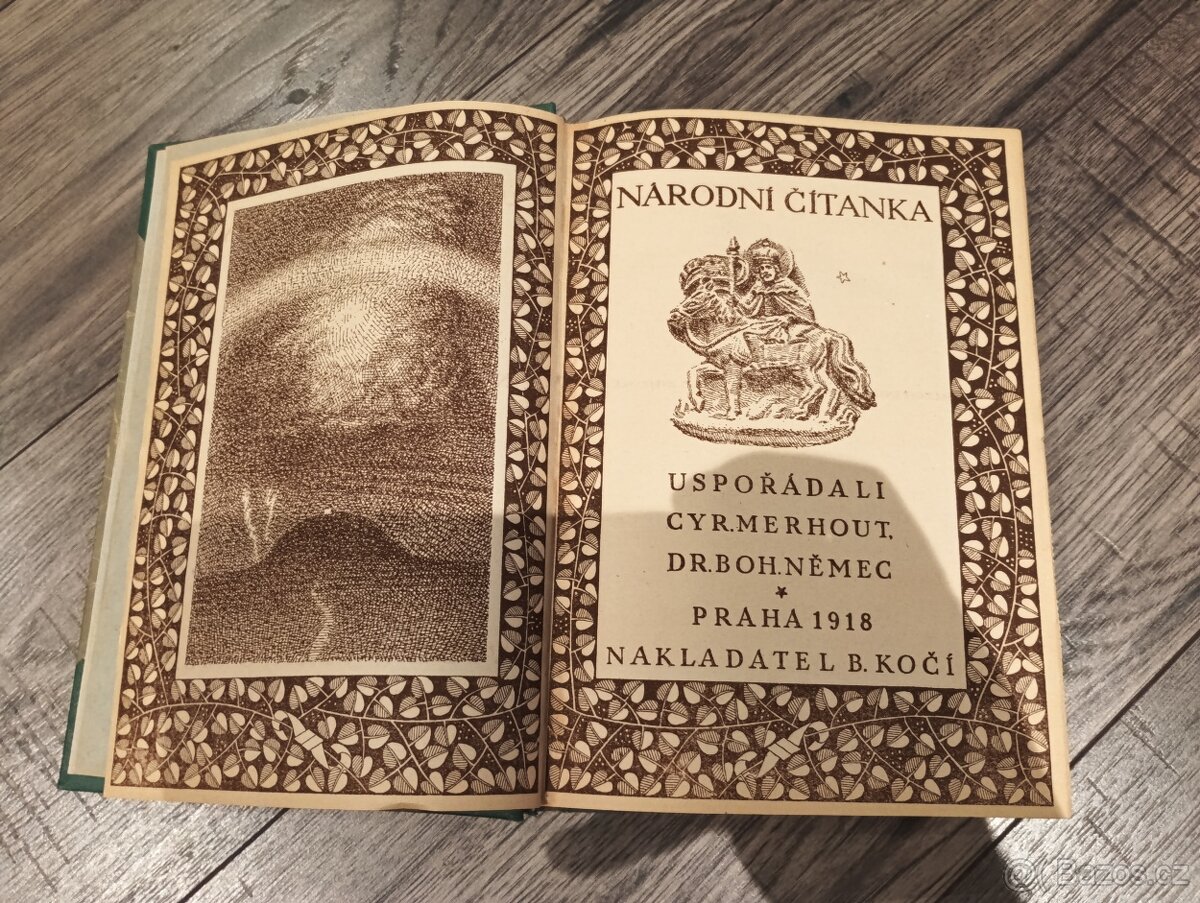 NÁRODNÍ ČÍTANKA
USPOŘÁDALI
CYR.MERHOUT,
DR.BOH.NĚMEC
PRAHA 1918
NAKLADATEL B.KOČÍ
Bazos.cz